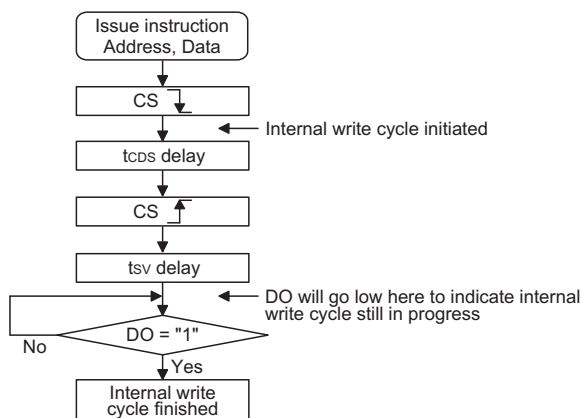 Issue instruction
Address, Data
CS
Internal write cycle initiated
tCDS delay
CS
tSV delay
DO will go low here to indicate internal
write cycle still in progress
DO = "1"
No
Yes
Internal write
cycle finished